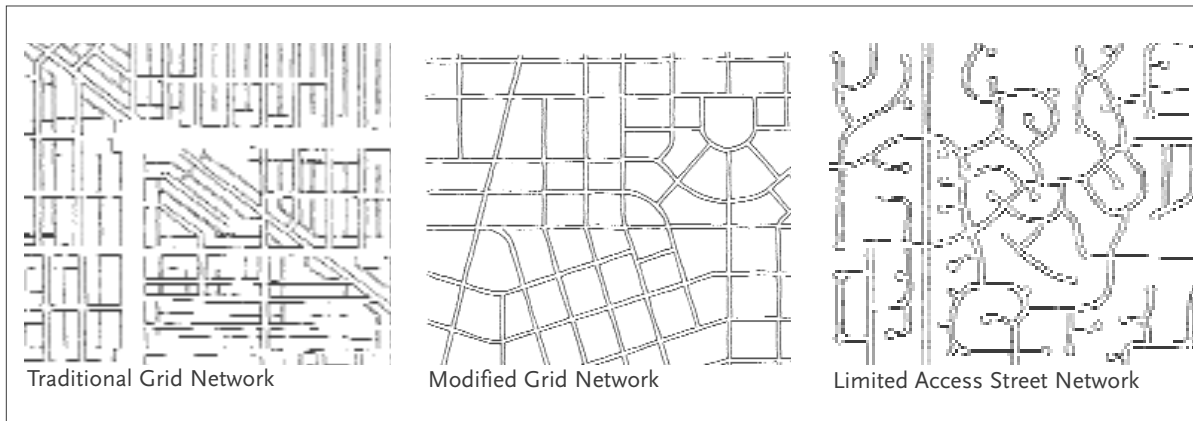 Traditional Grid Network
Modified Grid Network
Limited Access Street Network